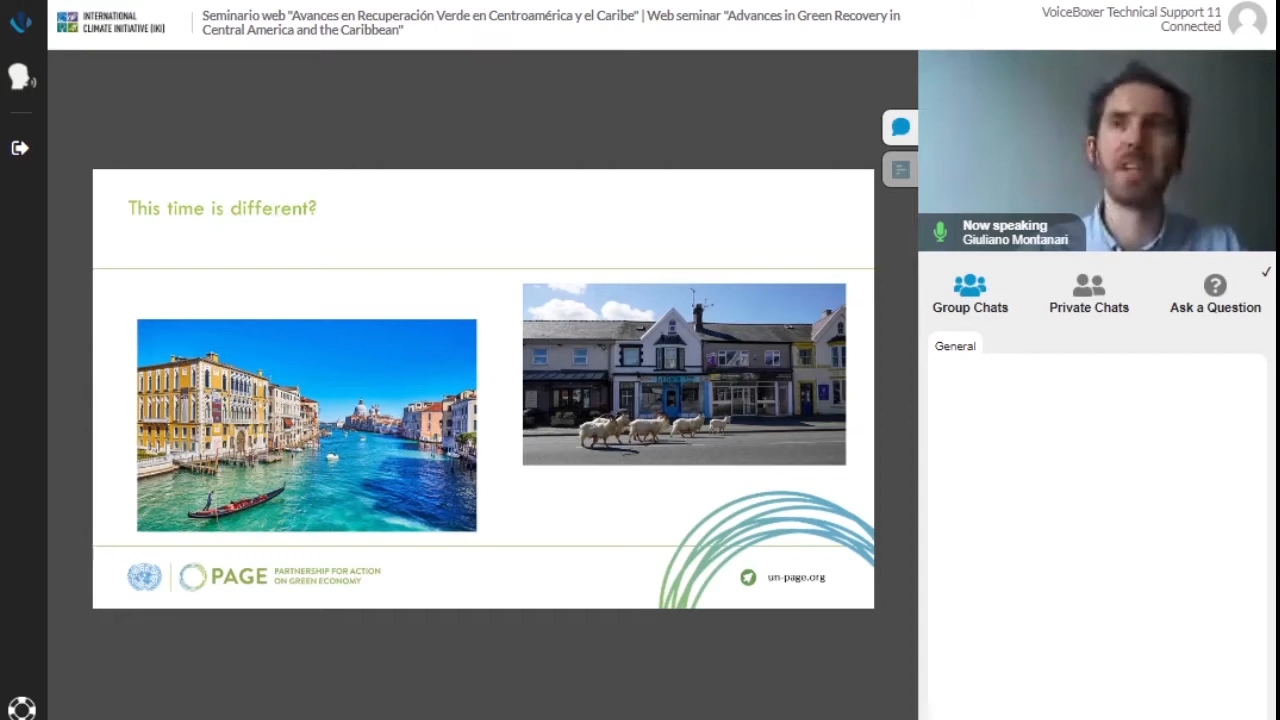 INTERNATIONAL
CLIMATE INITIATIVE (IKI)
Seminario web "Avances en Recuperación Verde en Centroamérica y el Caribe" | Web seminar "Advances in Green Recovery in
Central America and the Caribbean"
VoiceBoxer Technical Support 11
Connected
This time is different?
PAGE
PARTNERSHIP FOR ACTION
ON GREEN ECONOMY
un-page.org
Now speaking
Giuliano Montanari
Group Chats
Private Chats
Ask a Question
General